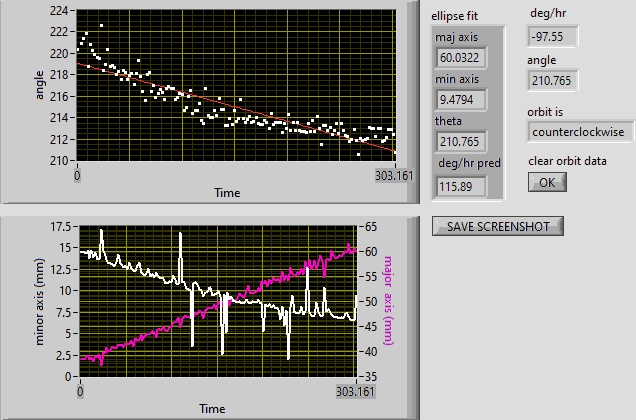 224
222
220
218
216
214
212
210
angle
0
303.161
Time
ellipse fit
maj axis
60.0322
min axis
9.4794
theta
210.765
deg/hr pred
115.89
deg/hr
-97.55
angle
210.765
orbit is
counterclockwise
clear orbit data
OK
SAVE SCREENSHOT
17.5
15
12.5
10
7.5
5
2.5
0
minor axis (mm)
65
60
55
50
45
40
35
major axis (mm)
0
303.161
Time